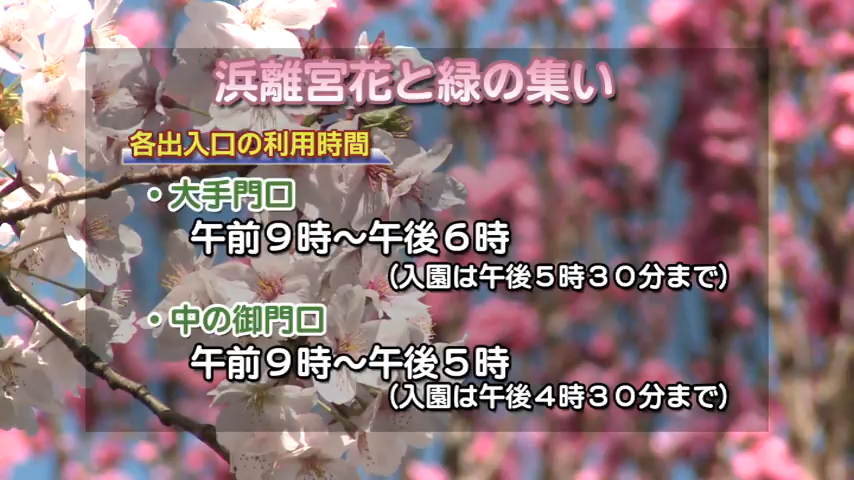 浜離宮花と緑の集い
各出入口の利用時間
・大手門口
午前９時～午後６時
（入園は午後５時３０分まで）
・中の御門口
午前９時～午後５時
（入園は午後４時３０分まで）